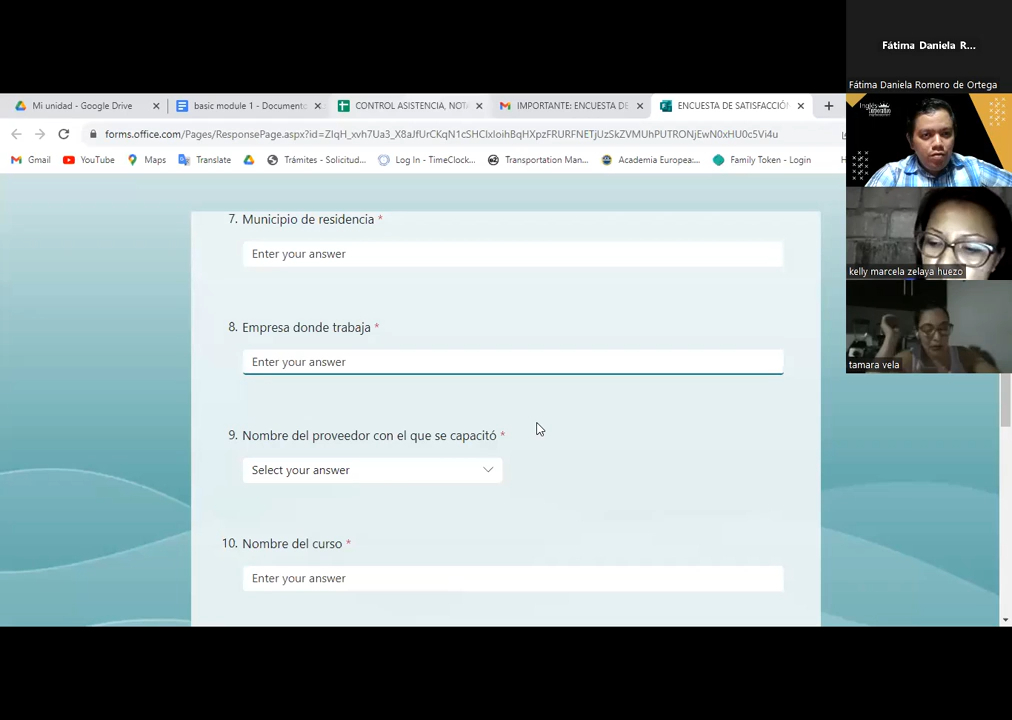 Fátima Daniela R...
Fátima Daniela Romero de Ortega
Mi unidad - Google Drive
basic module 1 - Documento
CONTROL ASISTENCIA, NOTA
IMPORTANTE: ENCUESTA DE
ENCUESTA DE SATISFACCIÓN
forms.office.com/Pages/ResponsePage.aspx?id=ZIqH_xvh7Ua3_X8aJfUrCKqN1cSHClxIoihBqHXpzFRURFNETjUzSkZVMUhPUTRONjEwN0xHU0c5Vi4u
Gmail
YouTube
Maps
Translate
Trámites - Solicitud...
Log In - TimeClock...
Transportation Man...
Academia Europea:...
Family Token - Login
Inglés
Corporativo
kelly marcela zelaya huezo
tamara vela
7. Municipio de residencia *
Enter your answer
8. Empresa donde trabaja *
Enter your answer
9. Nombre del proveedor con el que se capacitó *
Select your answer
10. Nombre del curso *
Enter your answer